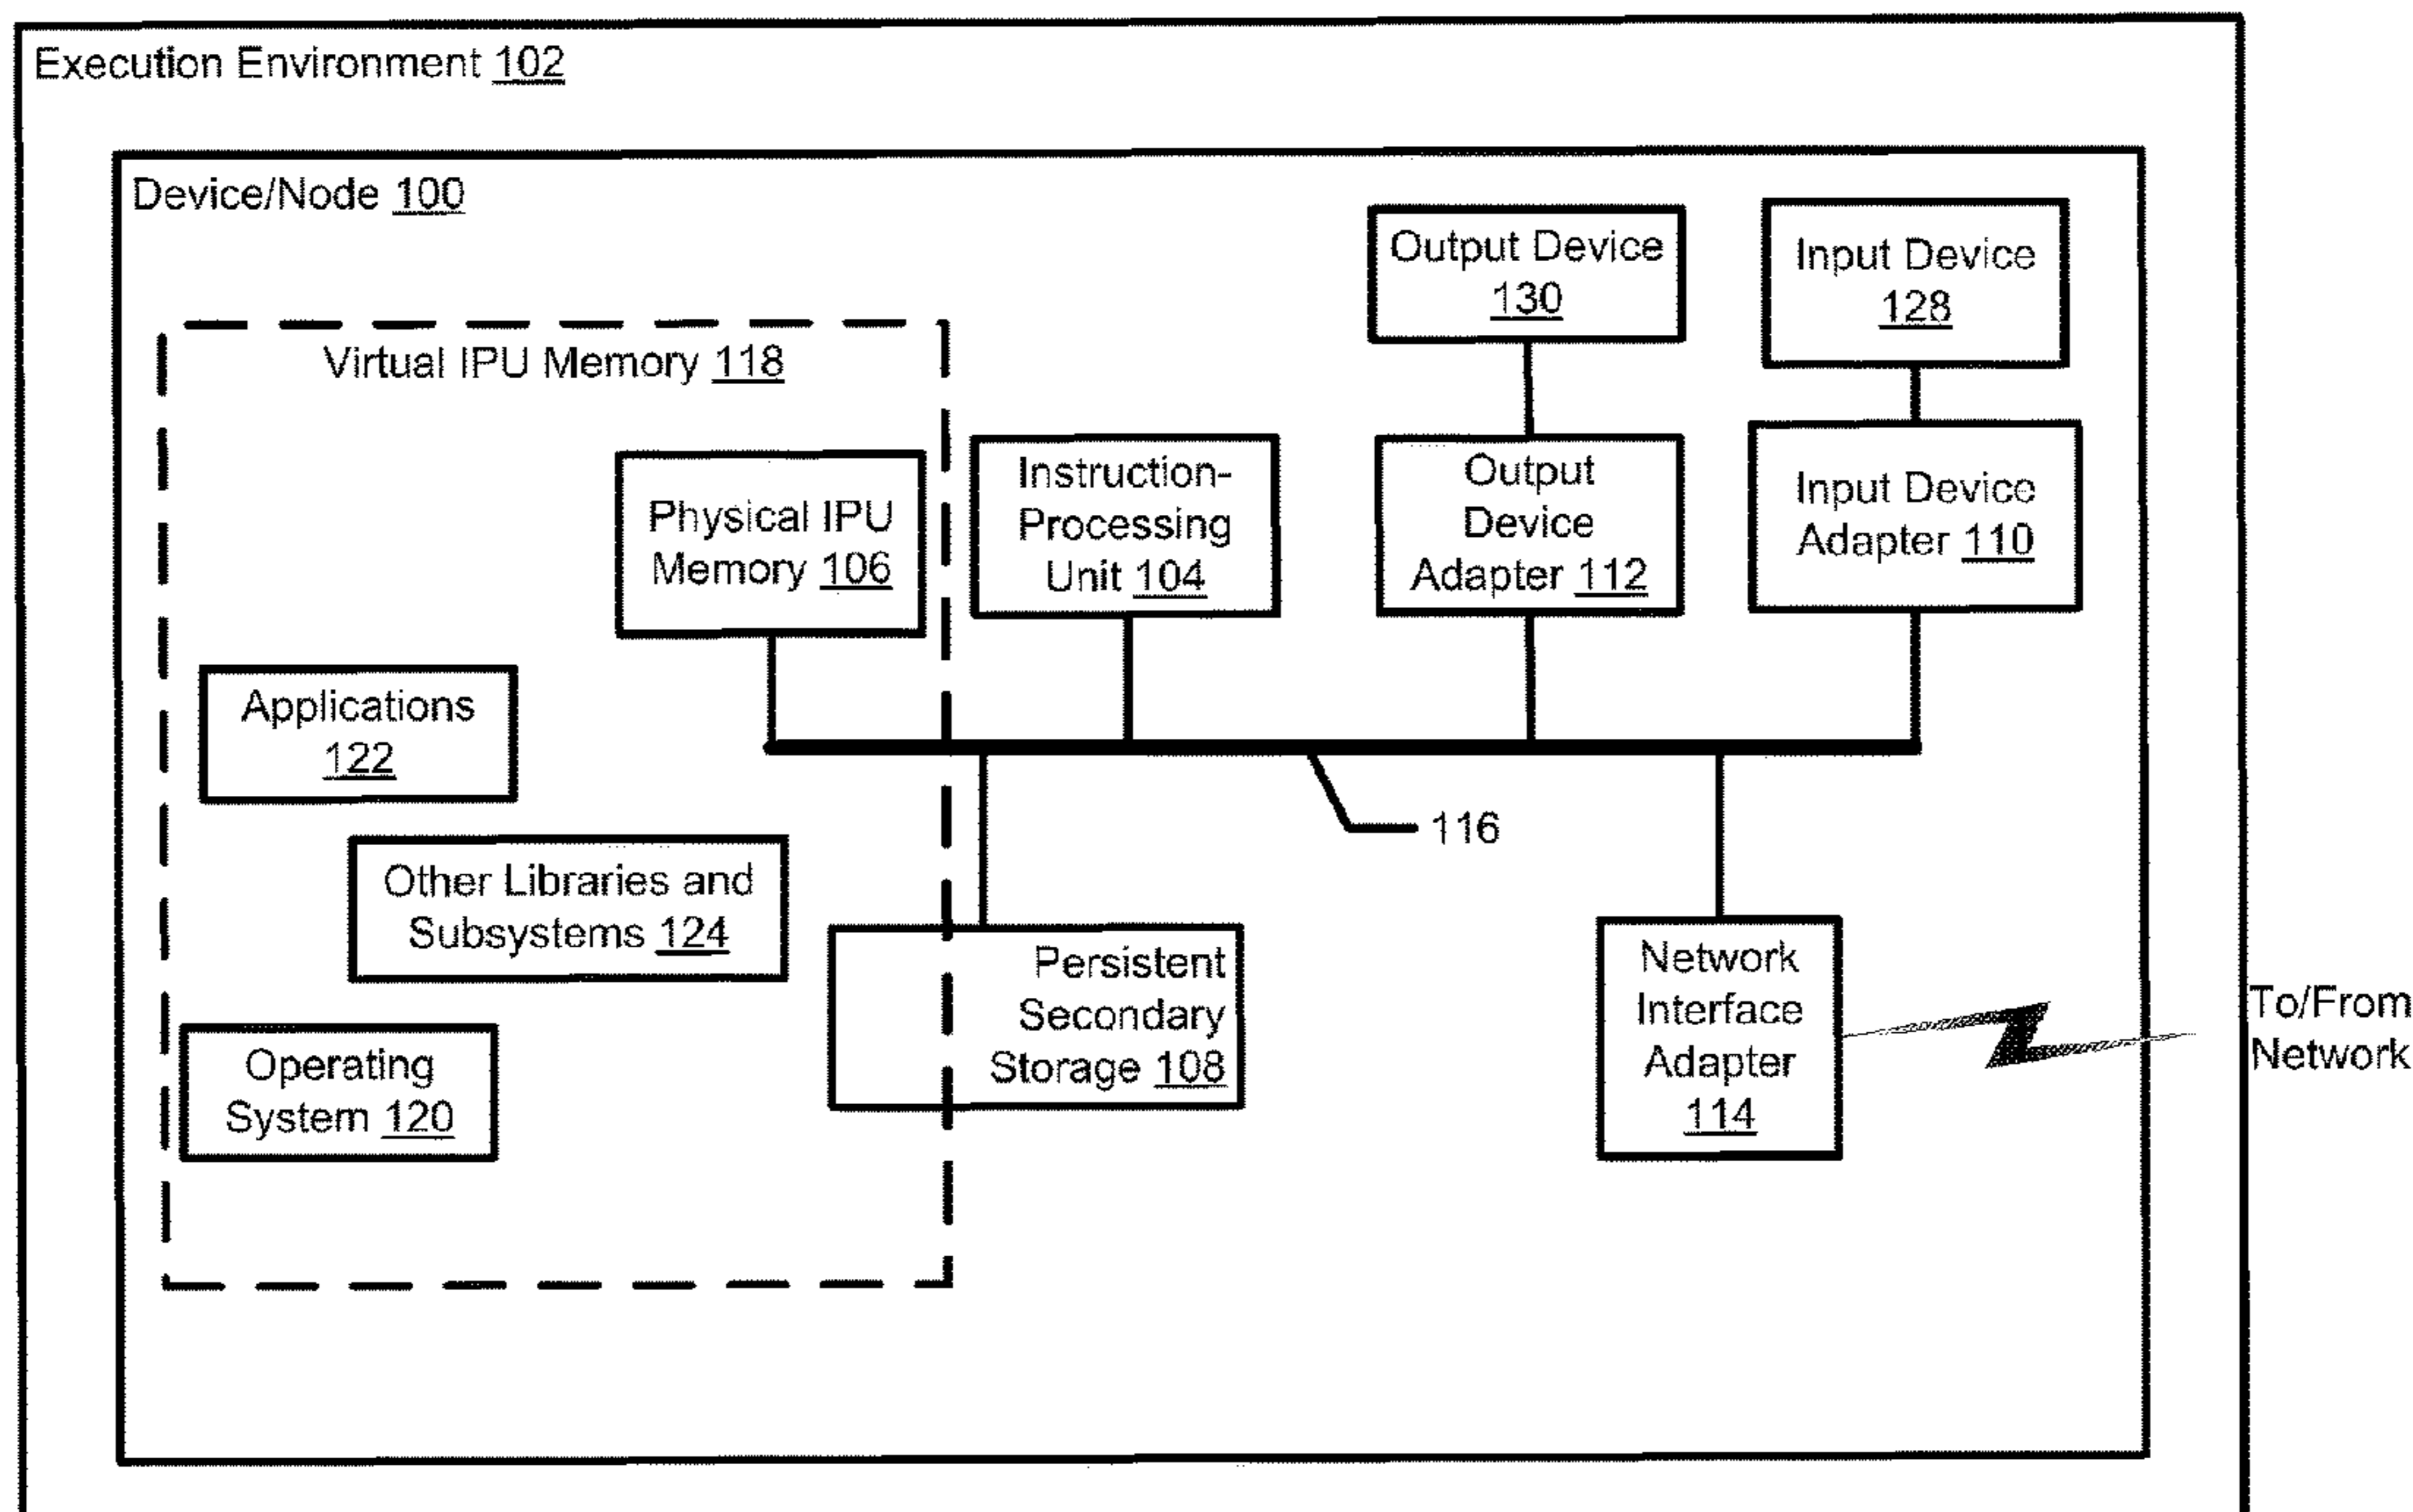 Execution Environment 102
Device/Node 100
Output Device
130
Input Device
128
Virtual IPU Memory 118
Physical IPU
Memory 106
Instruction-
Processing
Unit 104
Output
Device
Adapter 112
Input Device
Adapter 110
Applications
122
116
Other Libraries and
Subsystems 124
Persistent
Secondary
Storage 108
Network
Interface
Adapter
114
To/From
Network
Operating
System 120